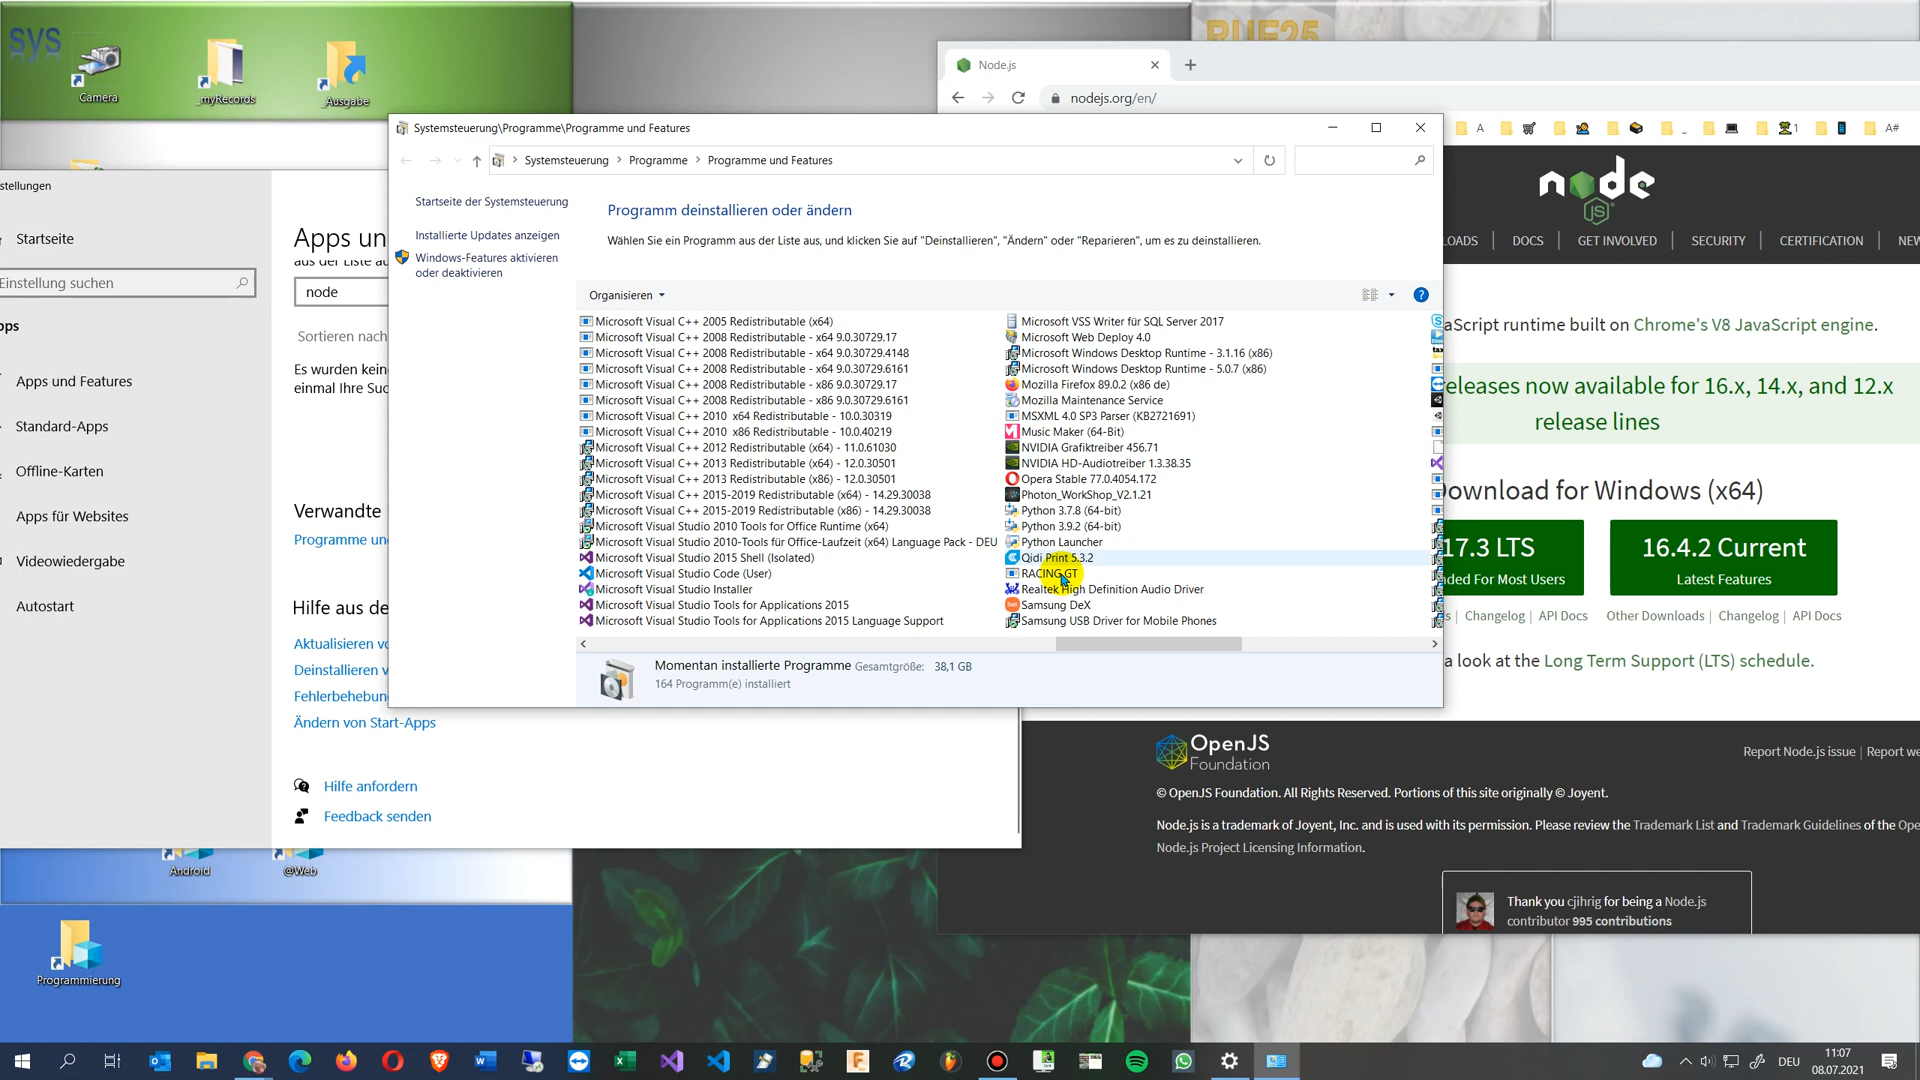 SVS
RUF25
Camera
_myRecords
_Ausgabe
Node.js
nodejs.org/en/
A
_
1
A#
Systemsteuerung\Programme\Programme und Features
Systemsteuerung
Programme
Programme und Features
Startseite der Systemsteuerung
Installierte Updates anzeigen
Windows-Features aktivieren
oder deaktivieren
Programm deinstallieren oder ändern
Wählen Sie ein Programm aus der Liste aus, und klicken Sie auf "Deinstallieren", "Ändern" oder "Reparieren", um es zu deinstallieren.
Organisieren
Microsoft Visual C++ 2005 Redistributable (x64)
Microsoft Visual C++ 2008 Redistributable - x64 9.0.30729.17
Microsoft Visual C++ 2008 Redistributable - x64 9.0.30729.4148
Microsoft Visual C++ 2008 Redistributable - x64 9.0.30729.6161
Microsoft Visual C++ 2008 Redistributable - x86 9.0.30729.17
Microsoft Visual C++ 2008 Redistributable - x86 9.0.30729.6161
Microsoft Visual C++ 2010 x64 Redistributable - 10.0.30319
Microsoft Visual C++ 2010 x86 Redistributable - 10.0.40219
Microsoft Visual C++ 2012 Redistributable (x64) - 11.0.61030
Microsoft Visual C++ 2013 Redistributable (x64) - 12.0.30501
Microsoft Visual C++ 2013 Redistributable (x86) - 12.0.30501
Microsoft Visual C++ 2015-2019 Redistributable (x64) - 14.29.30038
Microsoft Visual C++ 2015-2019 Redistributable (x86) - 14.29.30038
Microsoft Visual Studio 2010 Tools for Office Runtime (x64)
Microsoft Visual Studio 2010-Tools für Office-Laufzeit (x64) Language Pack - DEU
Microsoft Visual Studio 2015 Shell (Isolated)
Microsoft Visual Studio Code (User)
Microsoft Visual Studio Installer
Microsoft Visual Studio Tools for Applications 2015
Microsoft Visual Studio Tools for Applications 2015 Language Support
Microsoft VSS Writer für SQL Server 2017
Microsoft Web Deploy 4.0
Microsoft Windows Desktop Runtime - 3.1.16 (x86)
Microsoft Windows Desktop Runtime - 5.0.7 (x86)
Mozilla Firefox 89.0.2 (x86 de)
Mozilla Maintenance Service
MSXML 4.0 SP3 Parser (KB2721691)
Music Maker (64-Bit)
NVIDIA Grafiktreiber 456.71
NVIDIA HD-Audiotreiber 1.3.38.35
Opera Stable 77.0.4054.172
Photon_WorkShop_V2.1.21
Python 3.7.8 (64-bit)
Python 3.9.2 (64-bit)
Python Launcher
Qidi Print 5.3.2
RACING GT
Realtek High Definition Audio Driver
Samsung DeX
Samsung USB Driver for Mobile Phones
Momentan installierte Programme Gesamtgröße: 38,1 GB
164 Programm(e) installiert
stellungen
Startseite
Einstellung suchen
pps
Apps und Features
Standard-Apps
Offline-Karten
Apps für Websites
Videowiedergabe
Autostart
Apps un
aus der Liste au
node
Sortieren nach
Es wurden kein
einmal Ihre Suc
Verwandte
Programme un
Hilfe aus de
Aktualisieren vo
Deinstallieren v
Fehlerbehebun
Ändern von Start-Apps
Hilfe anfordern
Feedback senden
node
JS
LOADS
DOCS
GET INVOLVED
SECURITY
CERTIFICATION
NEW
aScript runtime built on Chrome's V8 JavaScript engine.
eleases now available for 16.x, 14.x, and 12.x
release lines
ownload for Windows (x64)
17.3 LTS
ded For Most Users
16.4.2 Current
Latest Features
s | Changelog | API Docs
Other Downloads | Changelog | API Docs
a look at the Long Term Support (LTS) schedule.
OpenJS
Foundation
Report Node.js issue | Report we
© OpenJS Foundation. All Rights Reserved. Portions of this site originally © Joyent.
Node.js is a trademark of Joyent, Inc. and is used with its permission. Please review the Trademark List and Trademark Guidelines of the Ope
Node.js Project Licensing Information.
Thank you cjihrig for being a Node.js
contributor 995 contributions
Android
@Web
Programmierung
DEU
11:07
08.07.2021